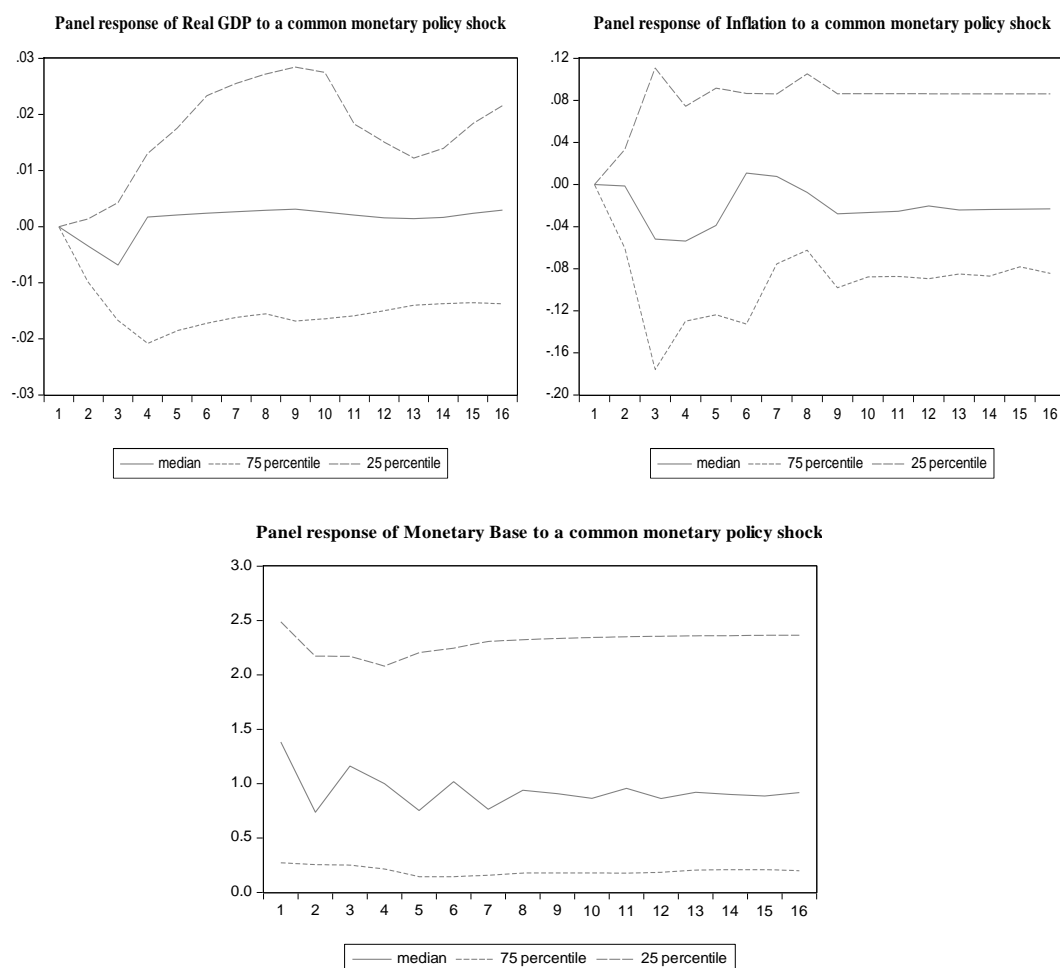 Panel response of Real GDP to a common monetary policy shock
.03
.02
.01
.00
-.01
-.02
-.03
1 2 3 4 5 6 7 8 9 10 11 12 13 14 15 16
median 75 percentile 25 percentile
Panel response of Inflation to a common monetary policy shock
.12
.08
.04
.00
-.04
-.08
-.12
-.16
-.20
1 2 3 4 5 6 7 8 9 10 11 12 13 14 15 16
median 75 percentile 25 percentile
Panel response of Monetary Base to a common monetary policy shock
3.0
2.5
2.0
1.5
1.0
0.5
0.0
1 2 3 4 5 6 7 8 9 10 11 12 13 14 15 16
median 75 percentile 25 percentile